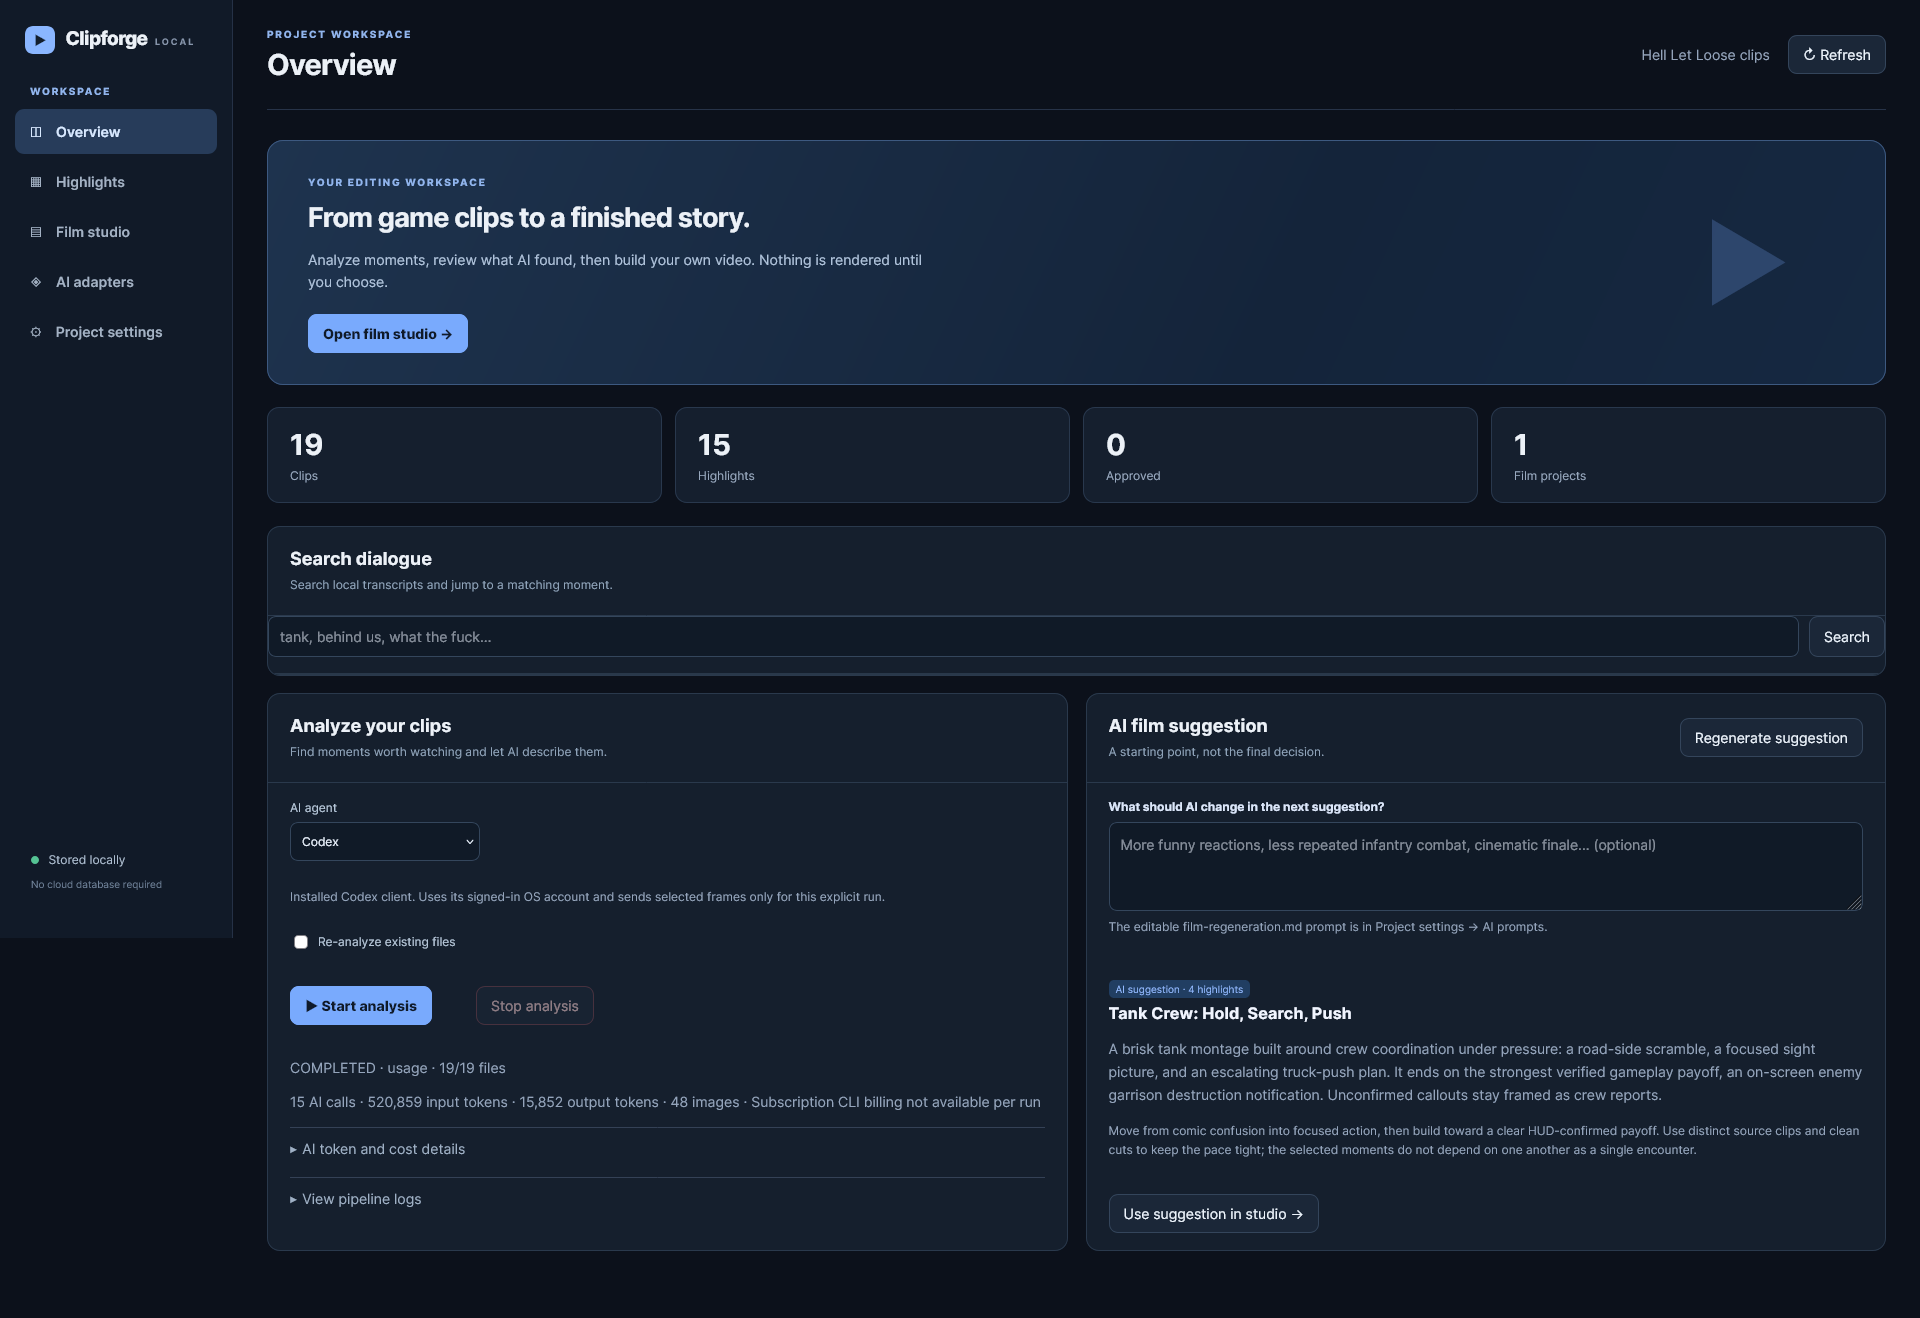 Clipforge LOCAL
WORKSPACE
Overview
Highlights
Film studio
AI adapters
Project settings
Stored locally
No cloud database required
PROJECT WORKSPACE
Overview
Hell Let Loose clips
↻ Refresh
YOUR EDITING WORKSPACE
From game clips to a finished story.
Analyze moments, review what AI found, then build your own video. Nothing is rendered until
you choose.
Open film studio →
19
Clips
15
Highlights
0
Approved
1
Film projects
Search dialogue
Search local transcripts and jump to a matching moment.
tank, behind us, what the fuck...
Search
Analyze your clips
Find moments worth watching and let AI describe them.
AI agent
Codex
Installed Codex client. Uses its signed-in OS account and sends selected frames only for this explicit run.
Re-analyze existing files
▶ Start analysis
Stop analysis
COMPLETED · usage · 19/19 files
15 AI calls · 520,859 input tokens · 15,852 output tokens · 48 images · Subscription CLI billing not available per run
▸ AI token and cost details
▸ View pipeline logs
AI film suggestion
A starting point, not the final decision.
Regenerate suggestion
What should AI change in the next suggestion?
More funny reactions, less repeated infantry combat, cinematic finale... (optional)
The editable film-regeneration.md prompt is in Project settings → AI prompts.
AI suggestion · 4 highlights
Tank Crew: Hold, Search, Push
A brisk tank montage built around crew coordination under pressure: a road-side scramble, a focused sight
picture, and an escalating truck-push plan. It ends on the strongest verified gameplay payoff, an on-screen enemy
garrison destruction notification. Unconfirmed callouts stay framed as crew reports.
Move from comic confusion into focused action, then build toward a clear HUD-confirmed payoff. Use distinct source clips and clean
cuts to keep the pace tight; the selected moments do not depend on one another as a single encounter.
Use suggestion in studio →